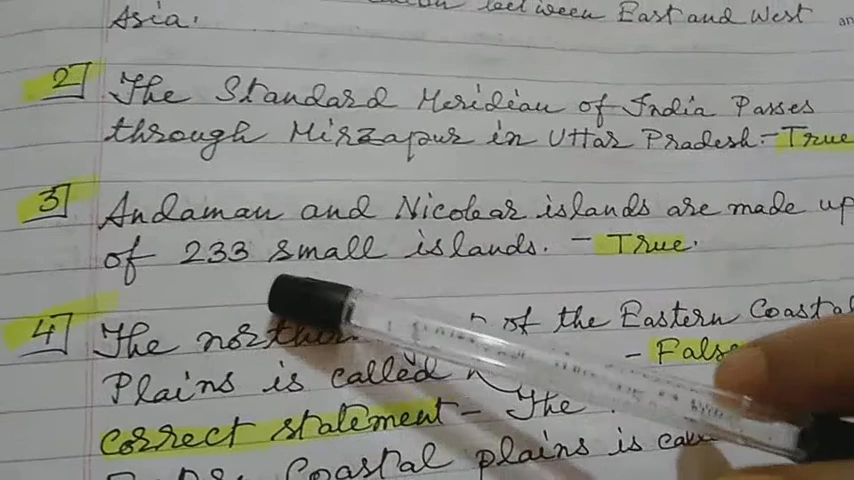 between East and West an
Asia.
2] The Standard Meridian of India Passes
through Mirzapur in Uttar Pradesh. - True
3] Andaman and Nicobar islands are made up
of 233 small islands. - True.
4] The northern of the Eastern Coastal
Plains is called - False
correct statement - The
Coastal plains is